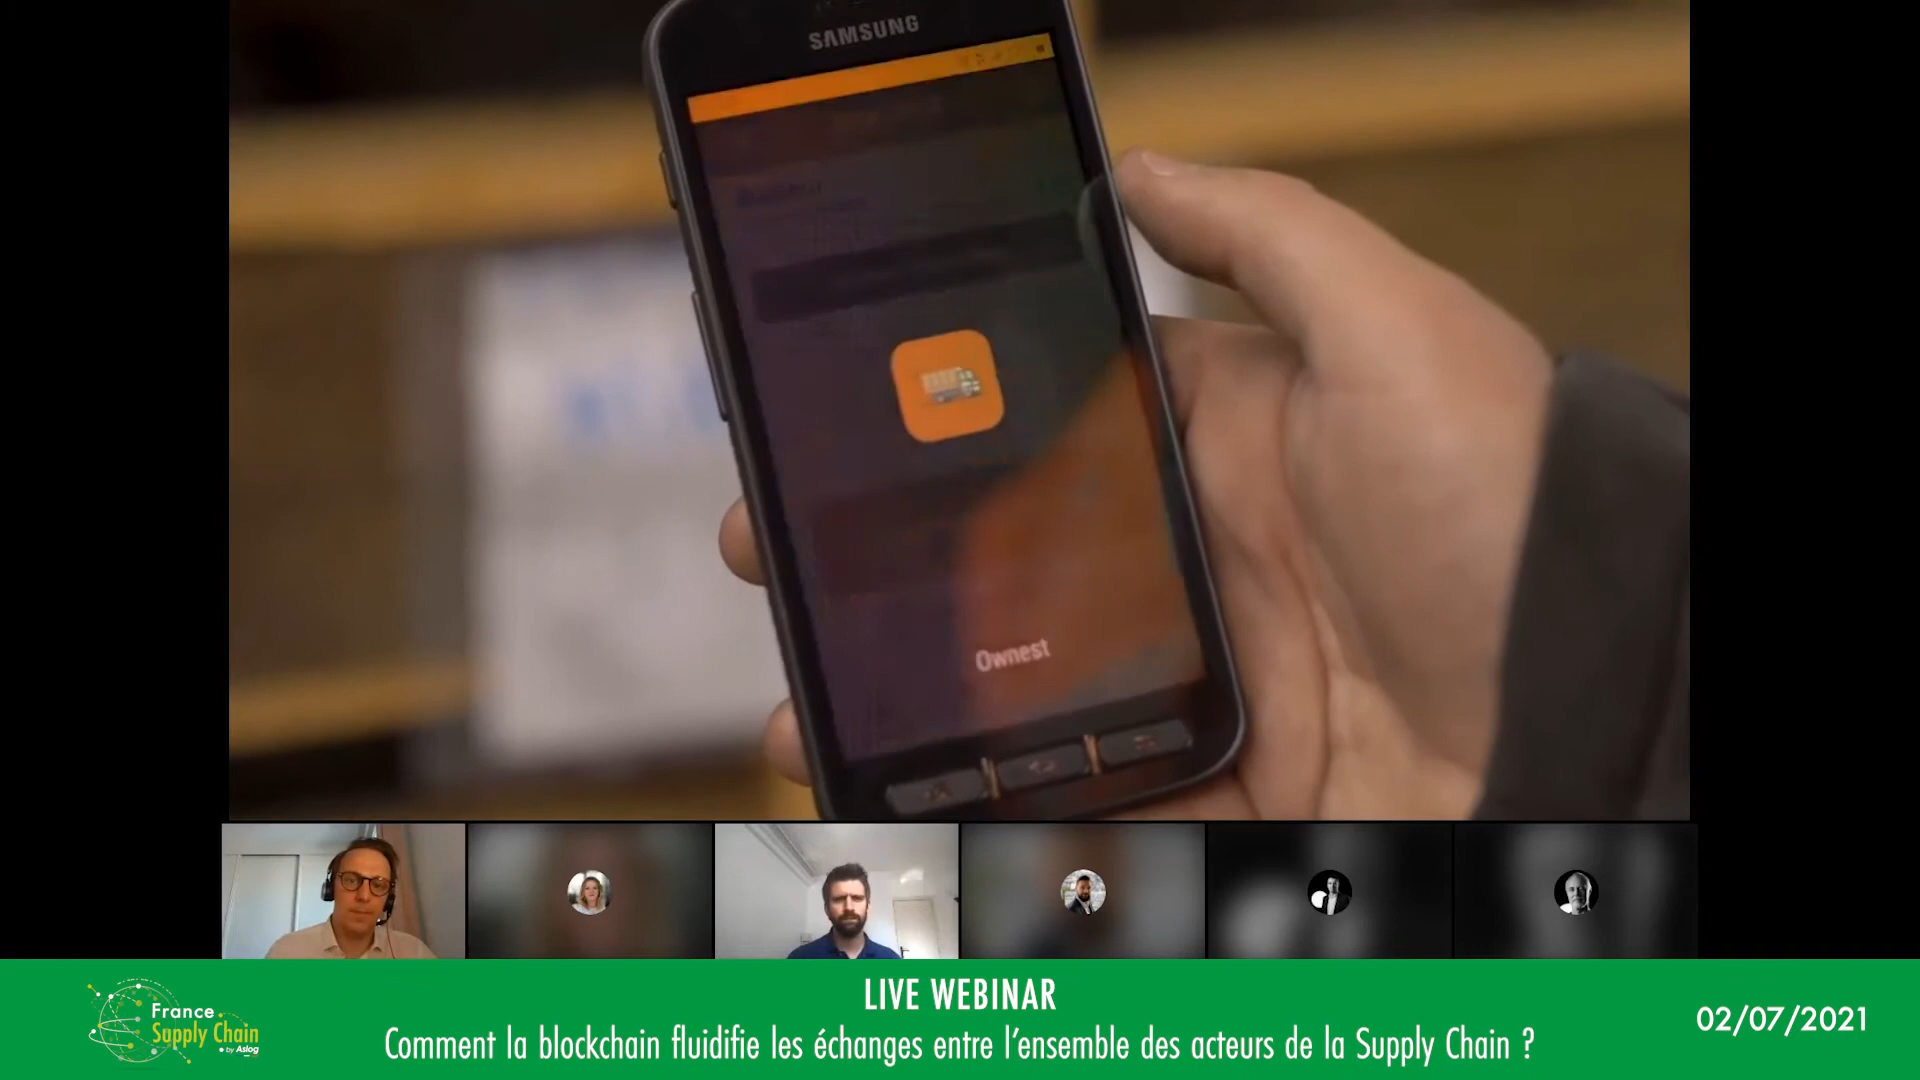 SAMSUNG
Ownest
LIVE WEBINAR
France
Supply Chain
by Aslog
Comment la blockchain fluidifie les échanges entre l'ensemble des acteurs de la Supply Chain ?
02/07/2021